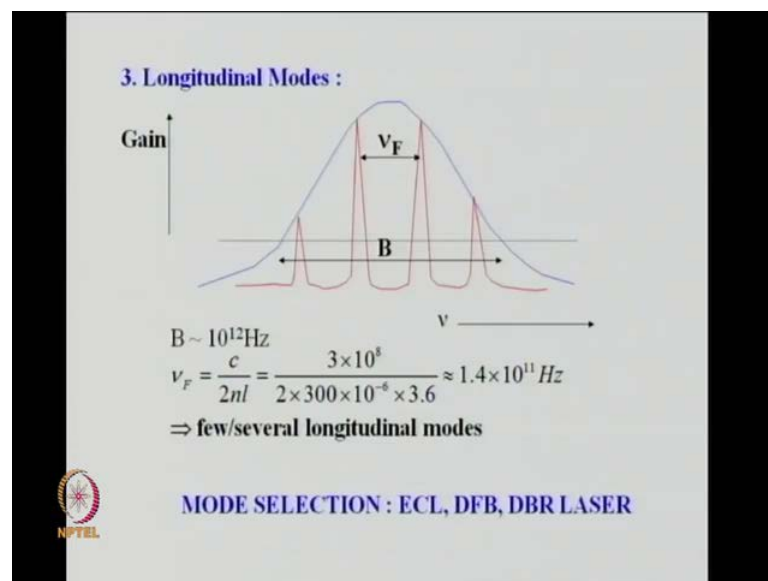 3. Longitudinal Modes :
Gain
νF
B
ν
B ~ 10¹²Hz
νF = c/2nl = 3×10⁸/2×300×10⁻⁶×3.6 ≈ 1.4×10¹¹ Hz
⇒ few/several longitudinal modes
MODE SELECTION : ECL, DFB, DBR LASER
NPTEL